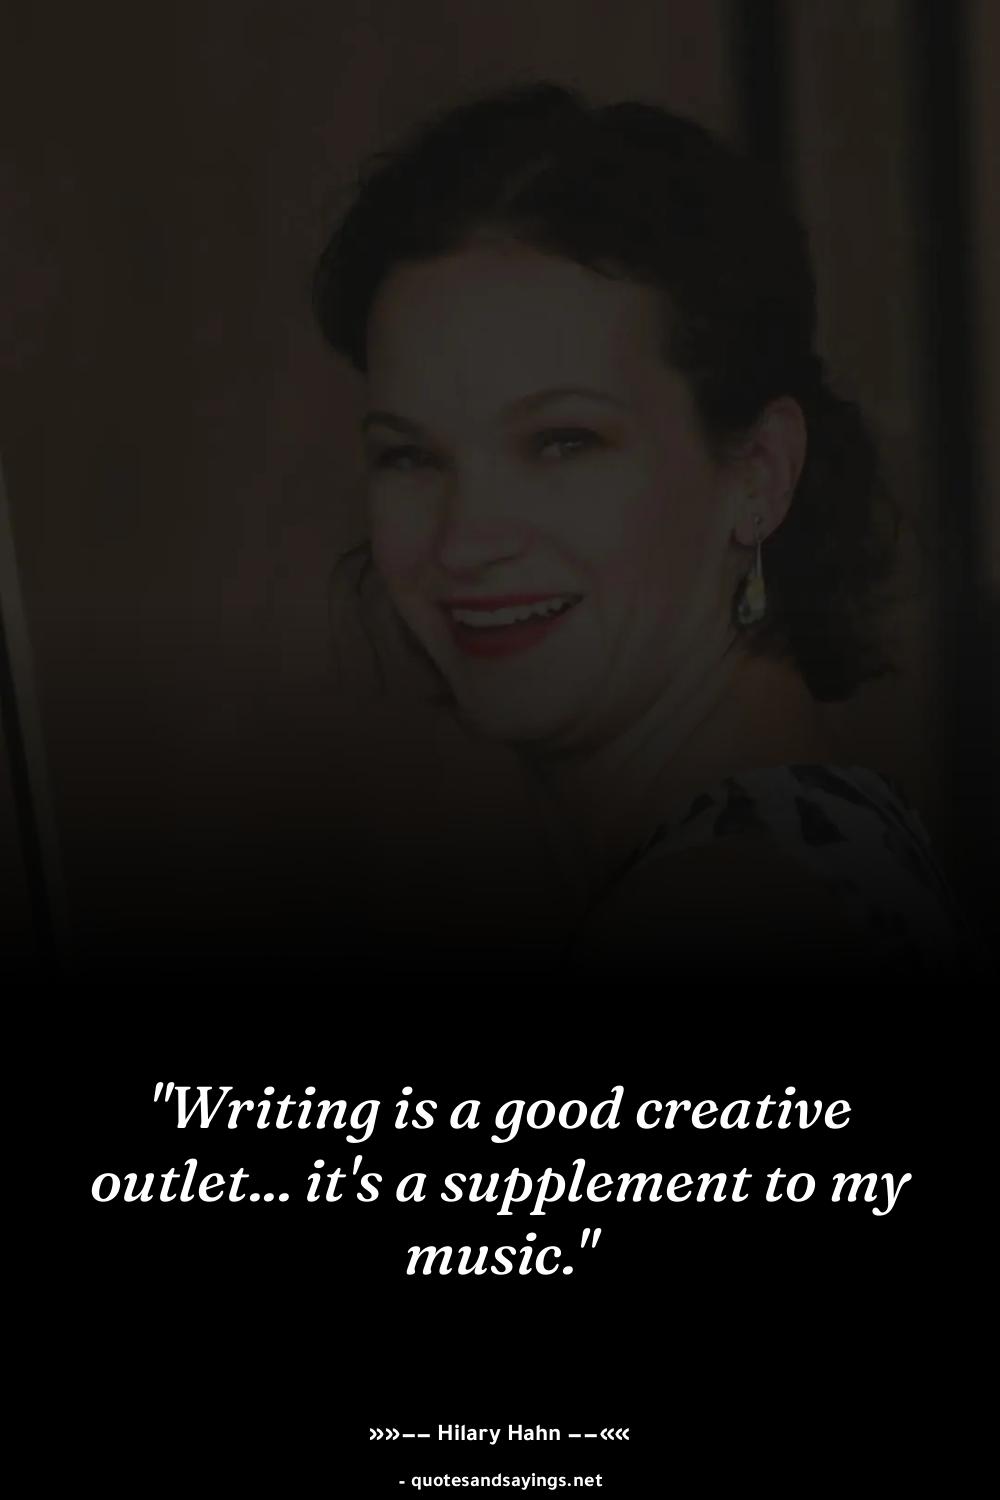 "Writing is a good creative
outlet... it's a supplement to my
music."
»»–– Hilary Hahn ––««
- quotesandsayings.net